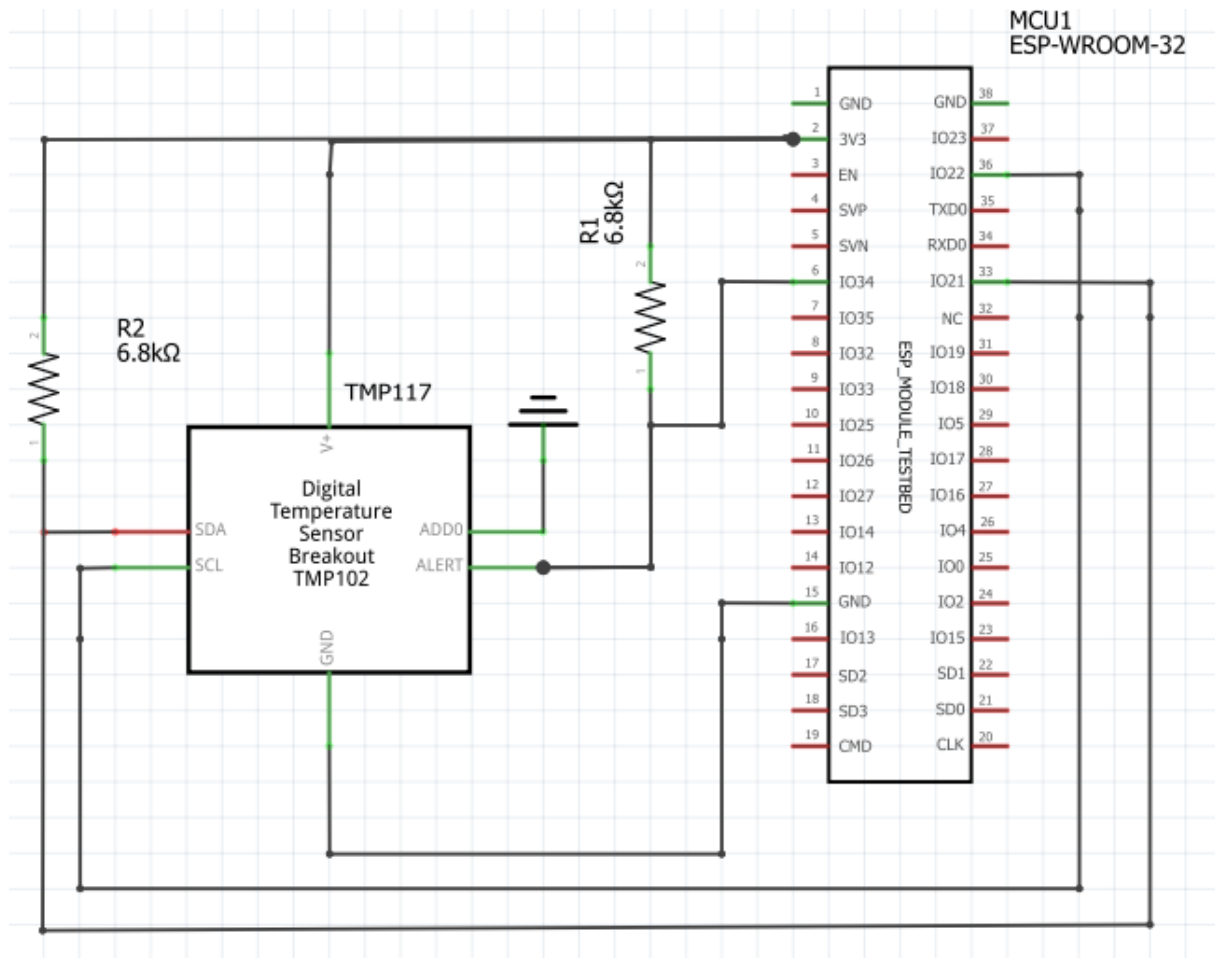 MCU1
ESP-WROOM-32
1
GND
GND
38
2
3V3
IO23
37
3
EN
IO22
36
4
SVP
TXD0
35
5
SVN
RXD0
34
6
IO34
IO21
33
7
IO35
NC
32
8
IO32
IO19
31
9
IO33
IO18
30
10
IO25
IO5
29
11
IO26
IO17
28
12
IO27
IO16
27
13
IO14
IO4
26
14
IO12
IO0
25
15
GND
IO2
24
16
IO13
IO15
23
17
SD2
SD1
22
18
SD3
SD0
21
19
CMD
CLK
20
ESP_MODULE_TESTBED
R1
6.8kΩ
2
1
R2
6.8kΩ
2
1
TMP117
V+
Digital
Temperature
Sensor
Breakout
TMP102
SDA
SCL
ADD0
ALERT
GND